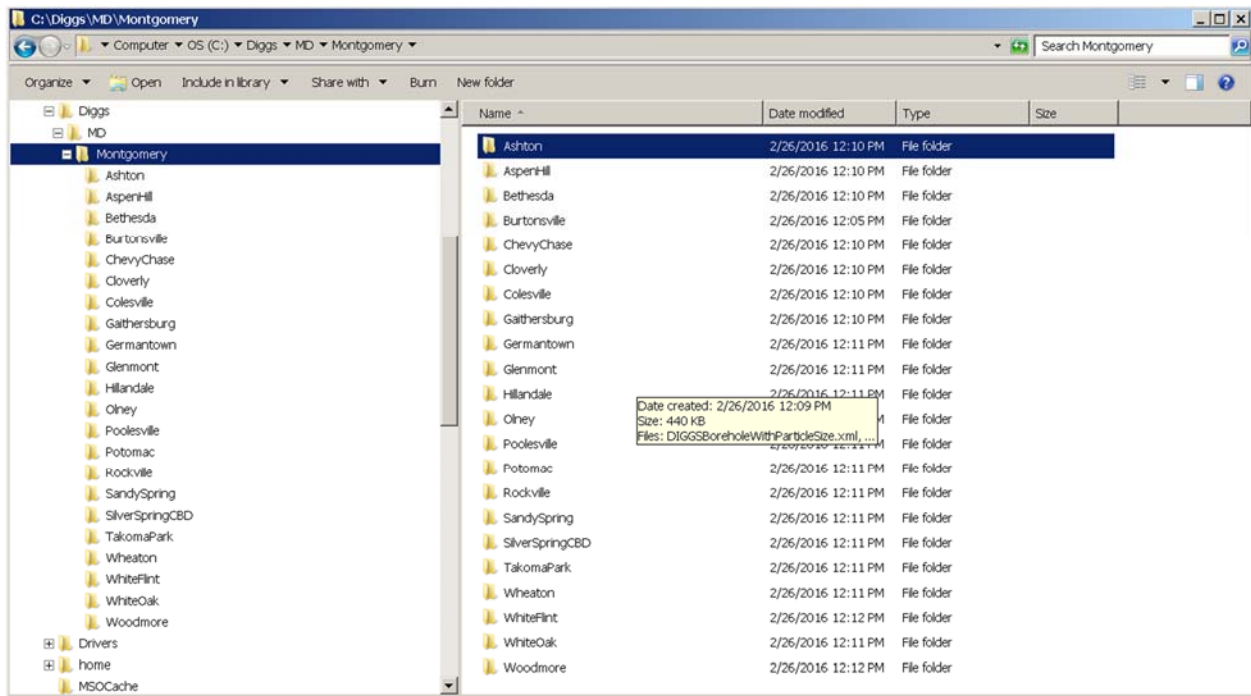 C:\Diggs\MD\Montgomery
Computer OS (C:) Diggs MD Montgomery
Search Montgomery
Organize Open Include in library Share with Burn New folder
Diggs
MD
Montgomery
Ashton
AspenHill
Bethesda
Burtonsville
ChevyChase
Cloverly
Colesville
Gaithersburg
Germantown
Glenmont
Hillandale
Olney
Poolesville
Potomac
Rockville
SandySpring
SilverSpringCBD
TakomaPark
Wheaton
WhiteFlint
WhiteOak
Woodmore
Drivers
home
MSOCache
Name Date modified Type Size
Ashton 2/26/2016 12:10 PM File folder
AspenHill 2/26/2016 12:10 PM File folder
Bethesda 2/26/2016 12:10 PM File folder
Burtonsville 2/26/2016 12:05 PM File folder
ChevyChase 2/26/2016 12:10 PM File folder
Cloverly 2/26/2016 12:10 PM File folder
Colesville 2/26/2016 12:10 PM File folder
Gaithersburg 2/26/2016 12:10 PM File folder
Germantown 2/26/2016 12:11 PM File folder
Glenmont 2/26/2016 12:11 PM File folder
Hillandale 2/26/2016 12:11 PM File folder
Olney File folder
Poolesville 2/26/2016 12:11 PM File folder
Potomac 2/26/2016 12:11 PM File folder
Rockville 2/26/2016 12:11 PM File folder
SandySpring 2/26/2016 12:11 PM File folder
SilverSpringCBD 2/26/2016 12:11 PM File folder
TakomaPark 2/26/2016 12:11 PM File folder
Wheaton 2/26/2016 12:11 PM File folder
WhiteFlint 2/26/2016 12:12 PM File folder
WhiteOak 2/26/2016 12:11 PM File folder
Woodmore 2/26/2016 12:12 PM File folder
Date created: 2/26/2016 12:09 PM
Size: 440 KB
Files: DIGGSBoreholeWithParticleSize.xml, ...